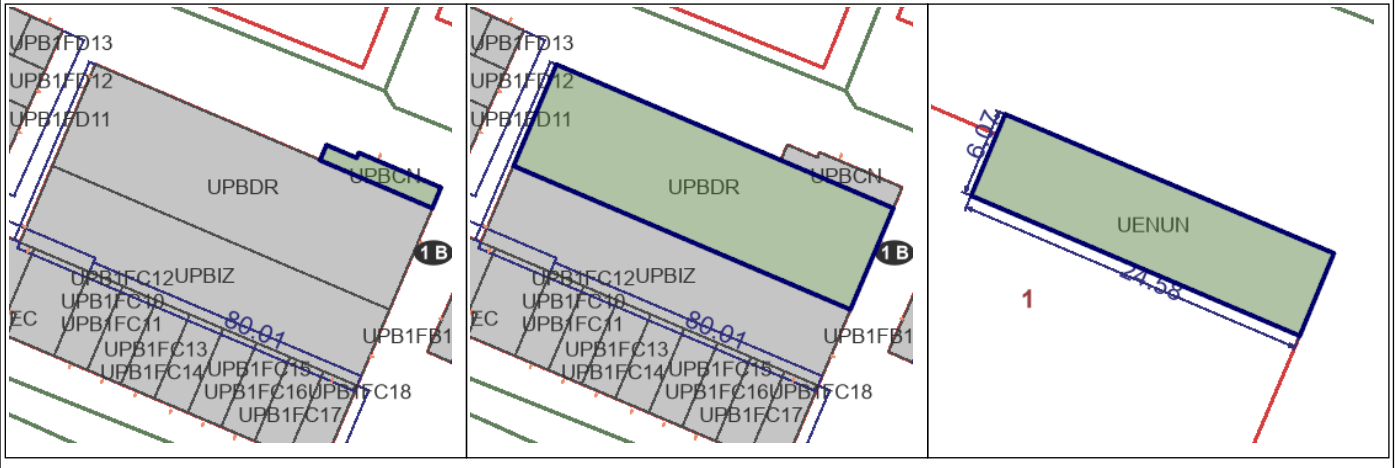 UPB1FD13
UPB1FD12
UPB1FD11
UPBCN
UPBDR
1 B
UPB1FC12
UPBIZ
UPB1FC10
EC
UPB1FC11
80.01
UPB1FB1
UPB1FC13
UPB1FC14
UPB1FC15
UPB1FC16
UPB1FC18
UPB1FC17
UPB1FD13
UPB1FD12
UPB1FD11
UPBCN
UPBDR
1 B
UPB1FC12
UPBIZ
UPB1FC10
EC
UPB1FC11
80.01
UPB1FB1
UPB1FC13
UPB1FC14
UPB1FC15
UPB1FC16
UPB1FC18
UPB1FC17
6.07
UENUN
24.58
1